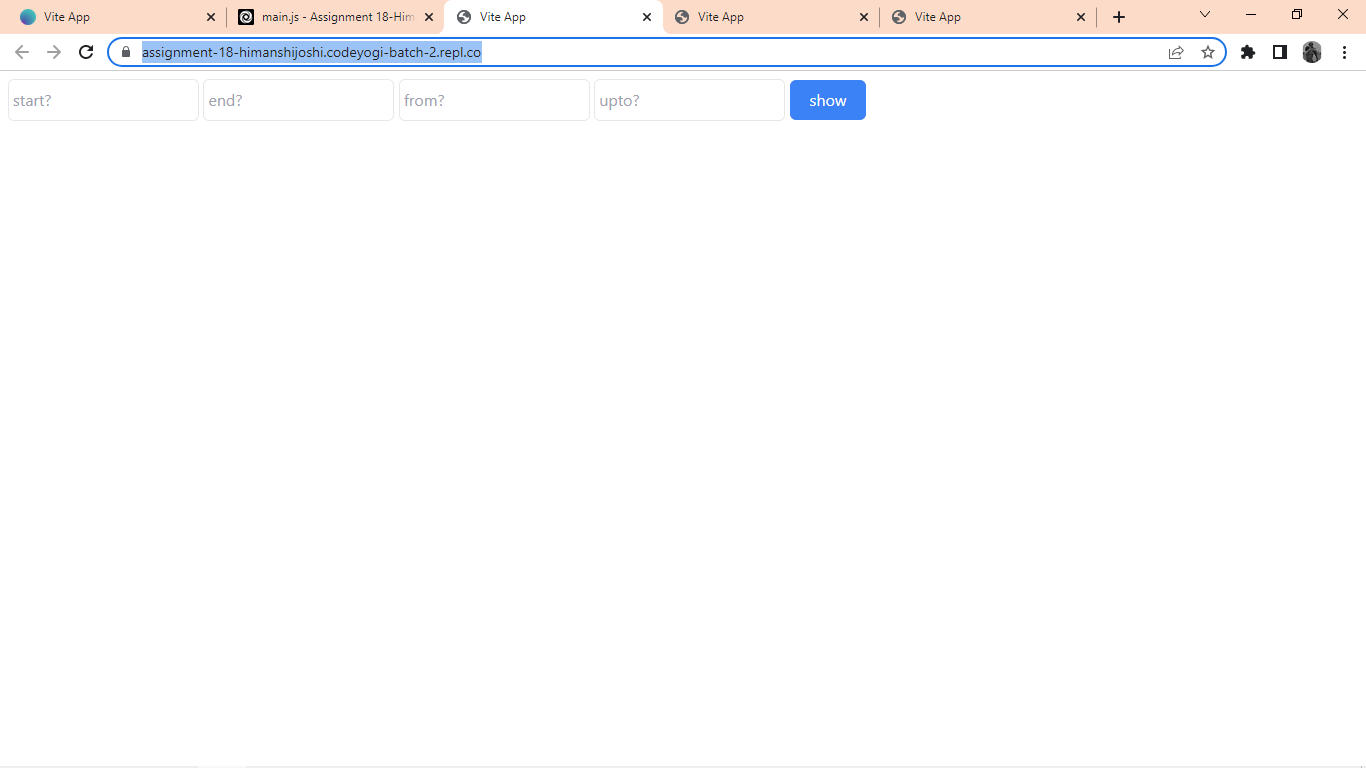 Vite App
main.js - Assignment 18-Him
Vite App
Vite App
Vite App
assignment-18-himanshijoshi.codeyogi-batch-2.repl.co
start?
end?
from?
upto?
show